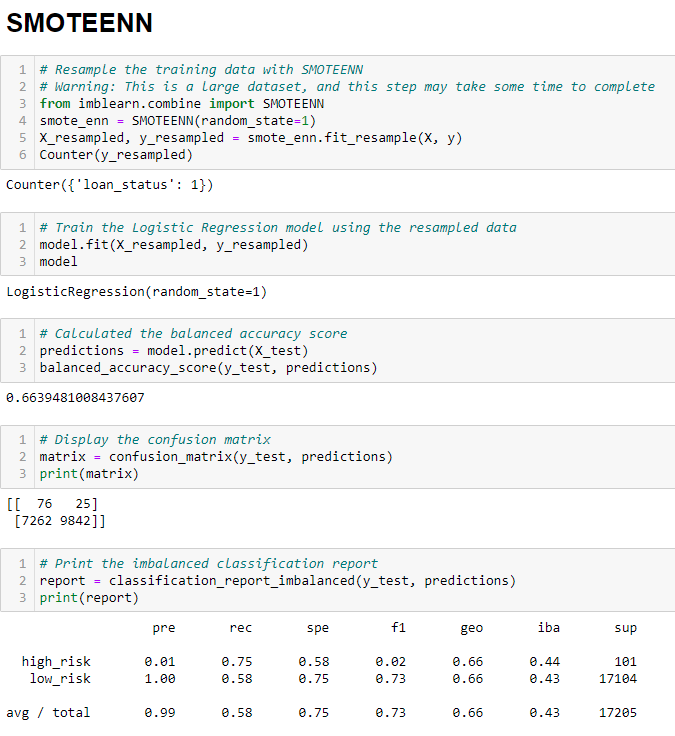 SMOTEENN
1 # Resample the training data with SMOTEENN
2 # Warning: This is a large dataset, and this step may take some time to complete
3 from imblearn.combine import SMOTEENN
4 smote_enn = SMOTEENN(random_state=1)
5 X_resampled, y_resampled = smote_enn.fit_resample(X, y)
6 Counter(y_resampled)
Counter({'loan_status': 1})
1 # Train the Logistic Regression model using the resampled data
2 model.fit(X_resampled, y_resampled)
3 model
LogisticRegression(random_state=1)
1 # Calculated the balanced accuracy score
2 predictions = model.predict(X_test)
3 balanced_accuracy_score(y_test, predictions)
0.6639481008437607
1 # Display the confusion matrix
2 matrix = confusion_matrix(y_test, predictions)
3 print(matrix)
[[  76   25]
 [7262 9842]]
1 # Print the imbalanced classification report
2 report = classification_report_imbalanced(y_test, predictions)
3 print(report)
pre rec spe f1 geo iba sup
high_risk 0.01 0.75 0.58 0.02 0.66 0.44 101
low_risk 1.00 0.58 0.75 0.73 0.66 0.43 17104
avg / total 0.99 0.58 0.75 0.73 0.66 0.43 17205